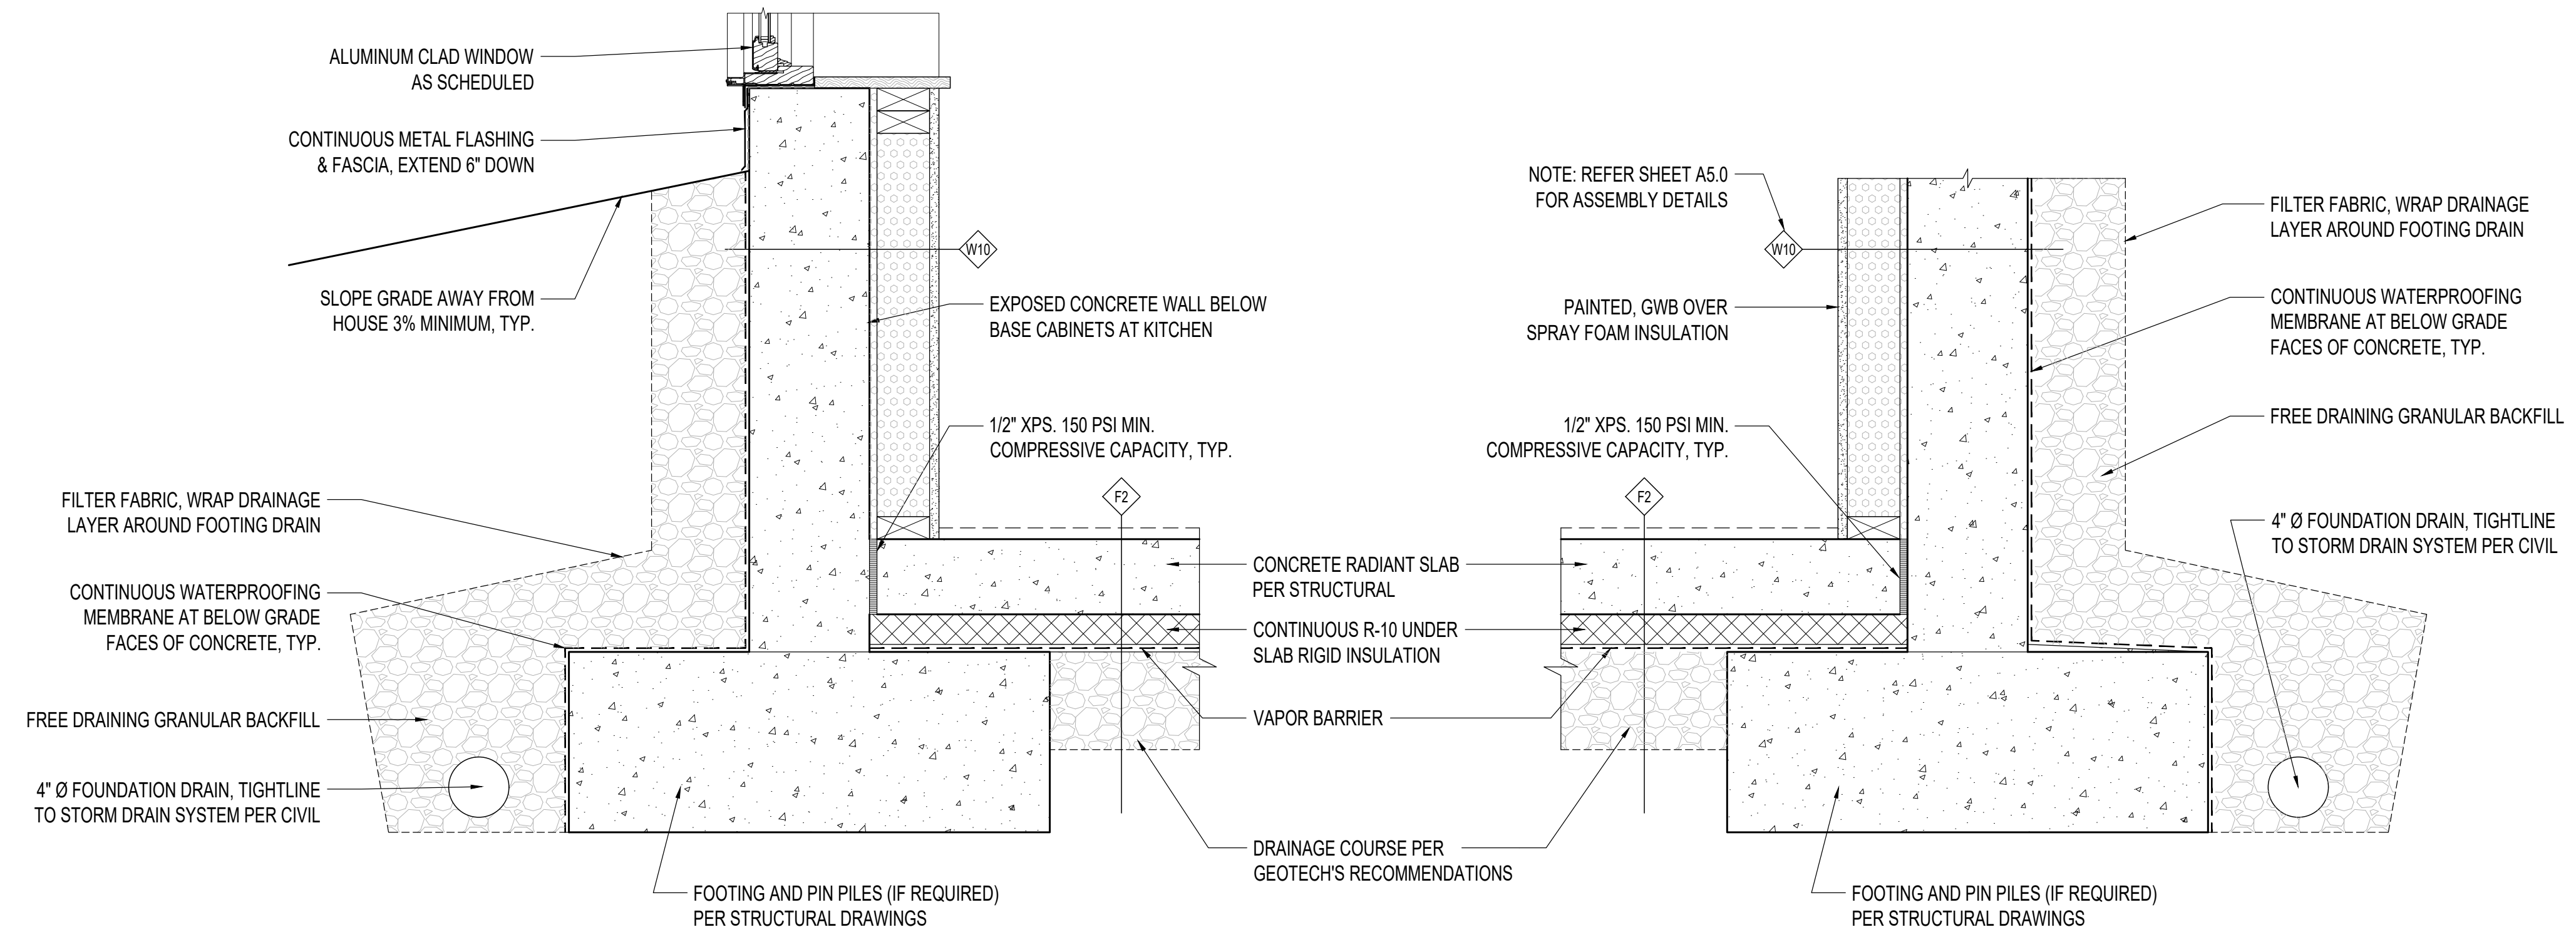 ALUMINUM CLAD WINDOW
AS SCHEDULED
CONTINUOUS METAL FLASHING
& FASCIA, EXTEND 6" DOWN
SLOPE GRADE AWAY FROM
HOUSE 3% MINIMUM, TYP.
FILTER FABRIC, WRAP DRAINAGE
LAYER AROUND FOOTING DRAIN
CONTINUOUS WATERPROOFING
MEMBRANE AT BELOW GRADE
FACES OF CONCRETE, TYP.
FREE DRAINING GRANULAR BACKFILL
4" Ø FOUNDATION DRAIN, TIGHTLINE
TO STORM DRAIN SYSTEM PER CIVIL
FOOTING AND PIN PILES (IF REQUIRED)
PER STRUCTURAL DRAWINGS
W10
EXPOSED CONCRETE WALL BELOW
BASE CABINETS AT KITCHEN
1/2" XPS. 150 PSI MIN.
COMPRESSIVE CAPACITY, TYP.
F2
CONCRETE RADIANT SLAB
PER STRUCTURAL
CONTINUOUS R-10 UNDER
SLAB RIGID INSULATION
VAPOR BARRIER
DRAINAGE COURSE PER
GEOTECH'S RECOMMENDATIONS
NOTE: REFER SHEET A5.0
FOR ASSEMBLY DETAILS
W10
PAINTED, GWB OVER
SPRAY FOAM INSULATION
1/2" XPS. 150 PSI MIN.
COMPRESSIVE CAPACITY, TYP.
F2
FILTER FABRIC, WRAP DRAINAGE
LAYER AROUND FOOTING DRAIN
CONTINUOUS WATERPROOFING
MEMBRANE AT BELOW GRADE
FACES OF CONCRETE, TYP.
FREE DRAINING GRANULAR BACKFILL
4" Ø FOUNDATION DRAIN, TIGHTLINE
TO STORM DRAIN SYSTEM PER CIVIL
FOOTING AND PIN PILES (IF REQUIRED)
PER STRUCTURAL DRAWINGS